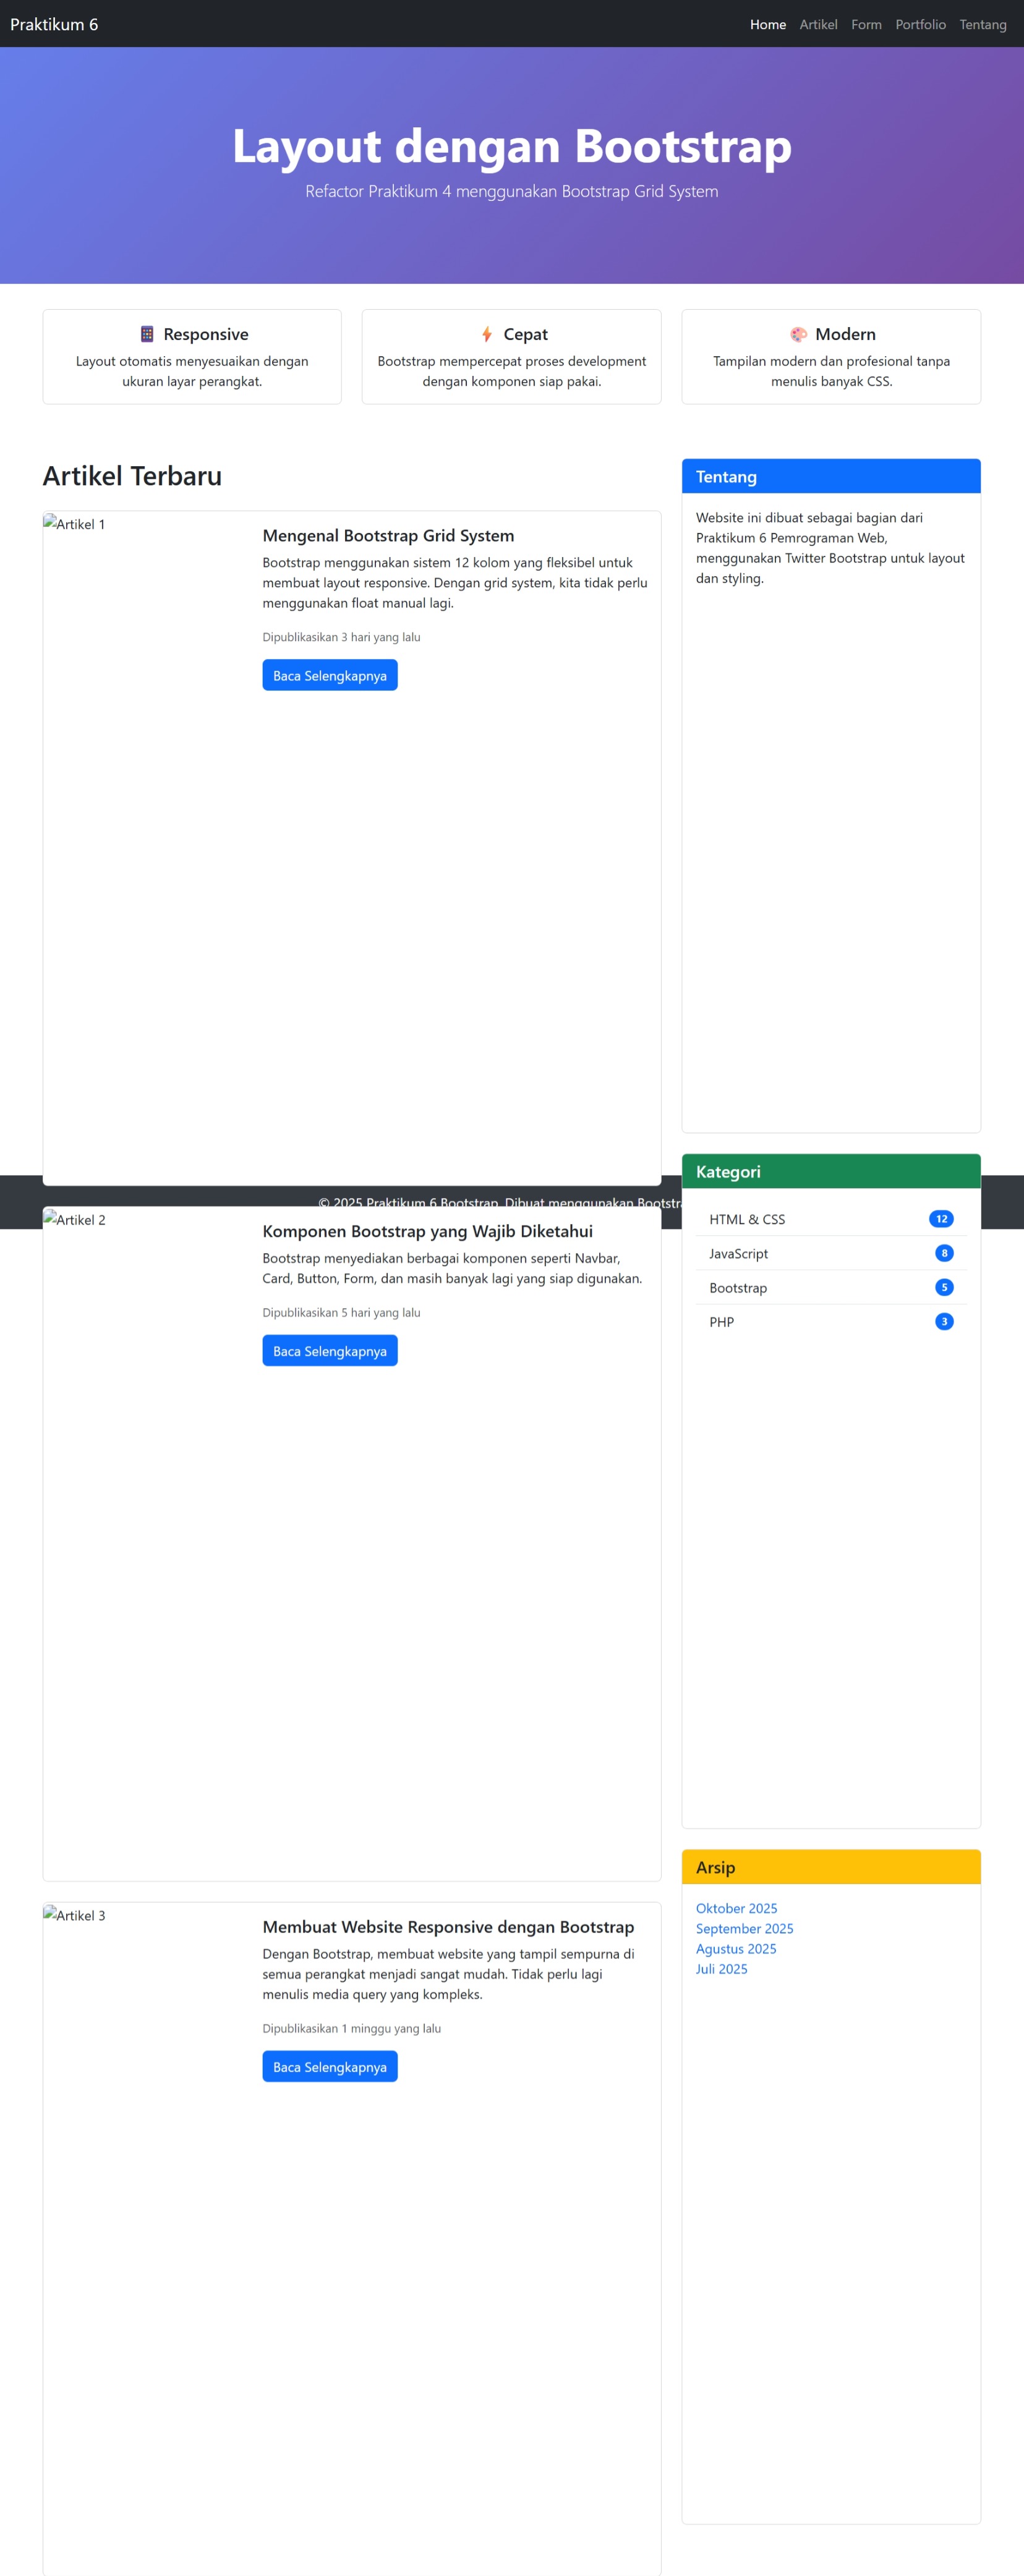 Praktikum 6
Home Artikel Form Portfolio Tentang
Layout dengan Bootstrap
Refactor Praktikum 4 menggunakan Bootstrap Grid System
Responsive
Layout otomatis menyesuaikan dengan
ukuran layar perangkat.
Cepat
Bootstrap mempercepat proses development
dengan komponen siap pakai.
Modern
Tampilan modern dan profesional tanpa
menulis banyak CSS.
Artikel Terbaru
Artikel 1
Mengenal Bootstrap Grid System
Bootstrap menggunakan sistem 12 kolom yang fleksibel untuk
membuat layout responsive. Dengan grid system, kita tidak perlu
menggunakan float manual lagi.
Dipublikasikan 3 hari yang lalu
Baca Selengkapnya
© 2025 Praktikum 6 Bootstrap. Dibuat menggunakan Bootstra
Artikel 2
Komponen Bootstrap yang Wajib Diketahui
Bootstrap menyediakan berbagai komponen seperti Navbar,
Card, Button, Form, dan masih banyak lagi yang siap digunakan.
Dipublikasikan 5 hari yang lalu
Baca Selengkapnya
Artikel 3
Membuat Website Responsive dengan Bootstrap
Dengan Bootstrap, membuat website yang tampil sempurna di
semua perangkat menjadi sangat mudah. Tidak perlu lagi
menulis media query yang kompleks.
Dipublikasikan 1 minggu yang lalu
Baca Selengkapnya
Tentang
Website ini dibuat sebagai bagian dari
Praktikum 6 Pemrograman Web,
menggunakan Twitter Bootstrap untuk layout
dan styling.
Kategori
HTML & CSS 12
JavaScript 8
Bootstrap 5
PHP 3
Arsip
Oktober 2025
September 2025
Agustus 2025
Juli 2025